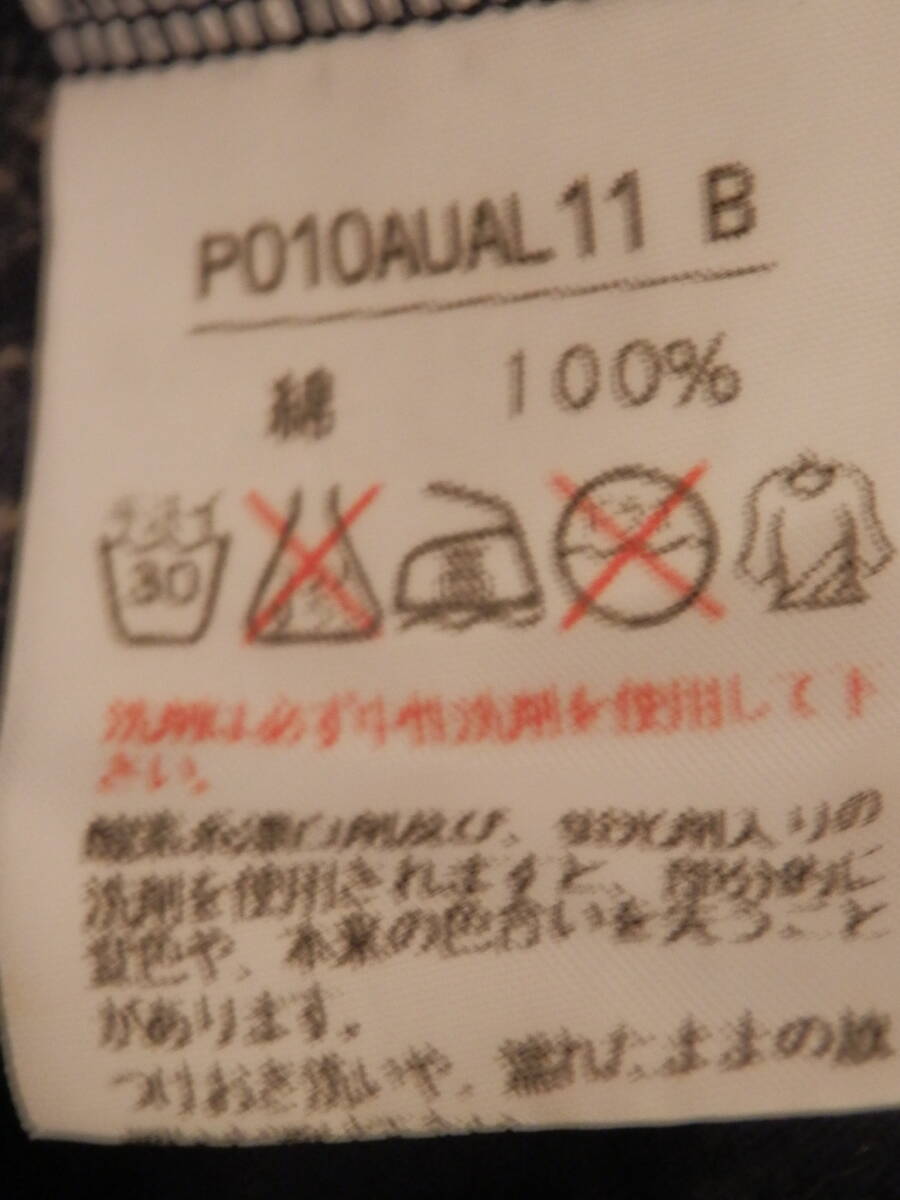 P010AUAL11 B
綿 100%
30
洗剤は必ず中性洗剤を使用して下
さい。
酸素系漂白剤及び、蛍光剤入りの
洗剤を使用されますと、部分的に
変色や、本来の色合いを失うこと
があります。
つけおき洗いや、濡れたままの放